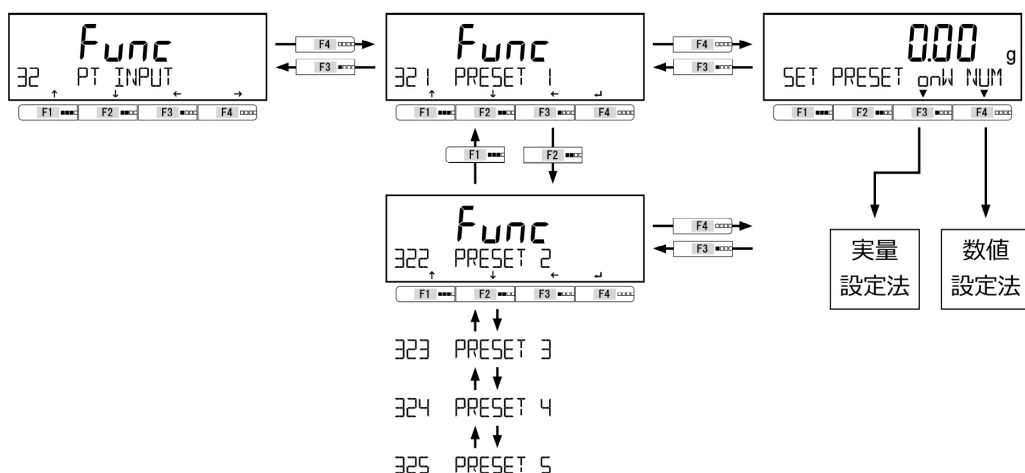 Func
32 PT INPUT
↑ ↓ ← →
F1 F2 F3 F4
F4
F3
Func
321 PRESET 1
↑ ↓ ← ↵
F1 F2 F3 F4
F4
F3
0.00 g
SET PRESET onW NUM
▼ ▼
F1 F2 F3 F4
F1 F2
Func
322 PRESET 2
↑ ↓ ← ↵
F1 F2 F3 F4
F4
F3
実量
設定法
数値
設定法
323 PRESET 3
324 PRESET 4
325 PRESET 5